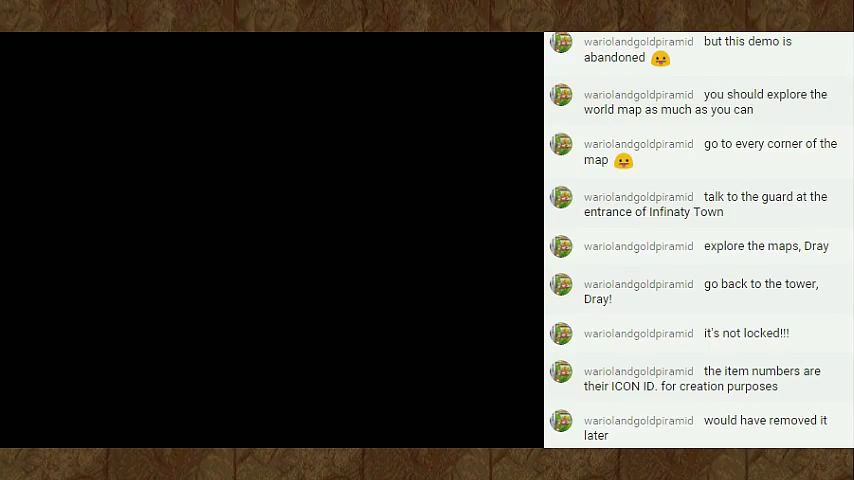 wariolandgoldpiramid but this demo is
abandoned
wariolandgoldpiramid you should explore the
world map as much as you can
wariolandgoldpiramid go to every corner of the
map
wariolandgoldpiramid talk to the guard at the
entrance of Infinaty Town
wariolandgoldpiramid explore the maps, Dray
wariolandgoldpiramid go back to the tower,
Dray!
wariolandgoldpiramid it's not locked!!!
wariolandgoldpiramid the item numbers are
their ICON ID. for creation purposes
wariolandgoldpiramid would have removed it
later